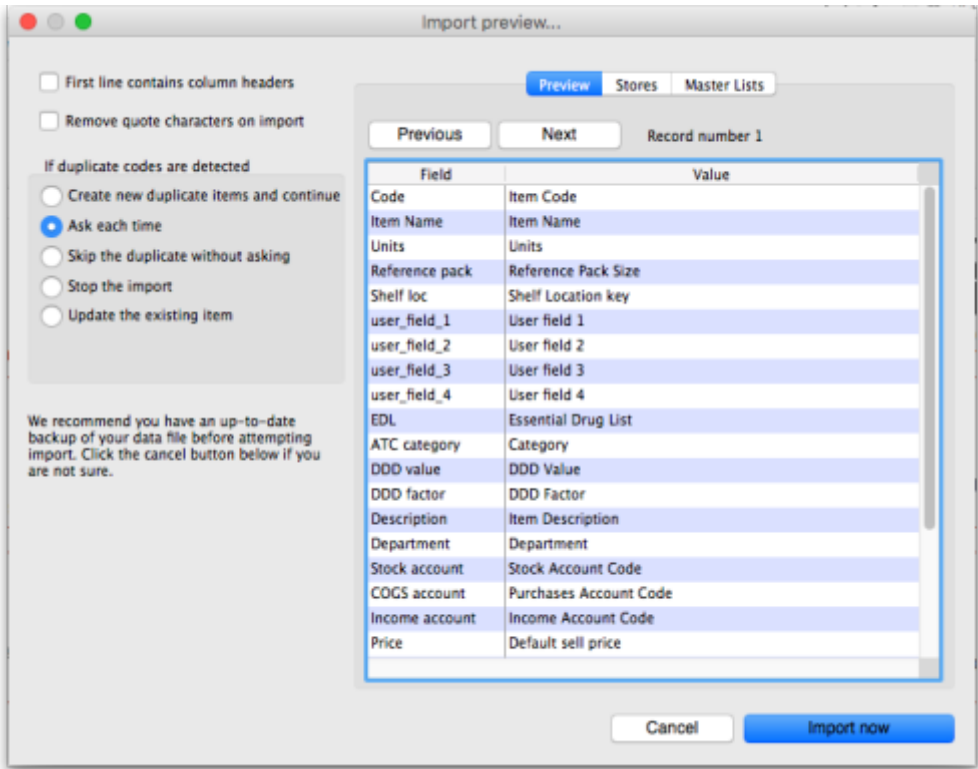 Import preview...
First line contains column headers
Remove quote characters on import
If duplicate codes are detected
Create new duplicate items and continue
Ask each time
Skip the duplicate without asking
Stop the import
Update the existing item
We recommend you have an up-to-date
backup of your data file before attempting
import. Click the cancel button below if you
are not sure.
Preview Stores Master Lists
Previous Next Record number 1
Field Value
Code Item Code
Item Name Item Name
Units Units
Reference pack Reference Pack Size
Shelf loc Shelf Location key
user_field_1 User field 1
user_field_2 User field 2
user_field_3 User field 3
user_field_4 User field 4
EDL Essential Drug List
ATC category Category
DDD value DDD Value
DDD factor DDD Factor
Description Item Description
Department Department
Stock account Stock Account Code
COGS account Purchases Account Code
Income account Income Account Code
Price Default sell price
Cancel Import now